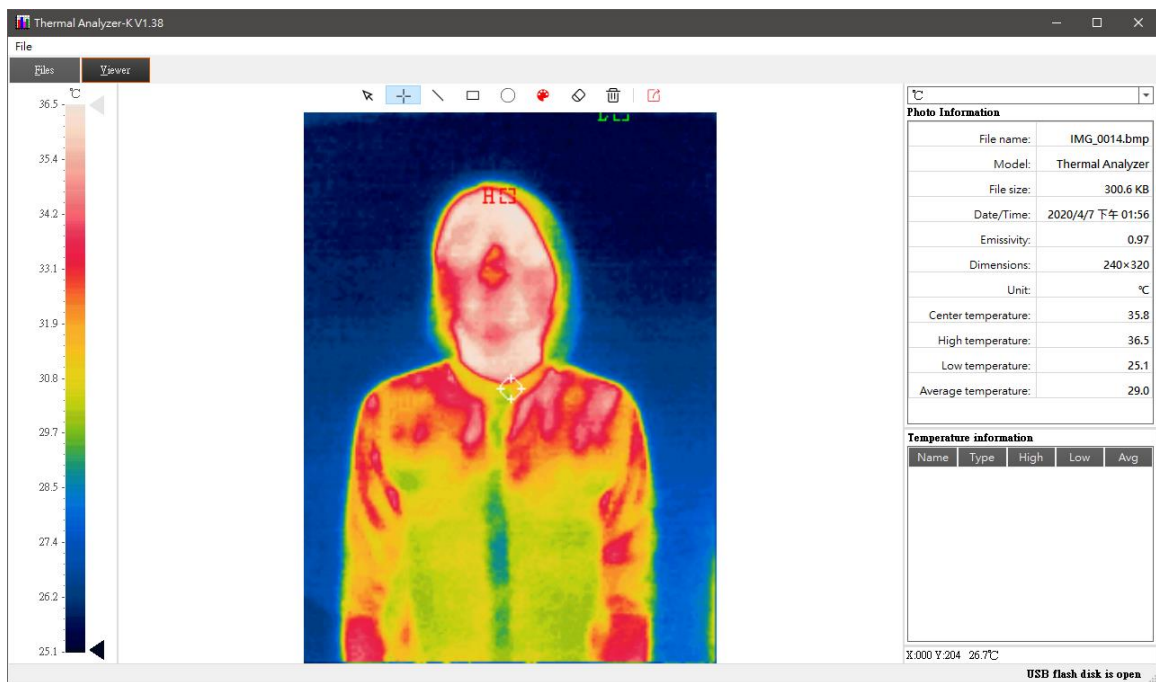 Thermal Analyzer-K V1.38
File
Files Viewer
℃
36.5
35.4
34.2
33.1
31.9
30.8
29.7
28.5
27.4
26.2
25.1
H
℃
Photo Information
File name: IMG_0014.bmp
Model: Thermal Analyzer
File size: 300.6 KB
Date/Time: 2020/4/7 下午 01:56
Emissivity: 0.97
Dimensions: 240×320
Unit: ℃
Center temperature: 35.8
High temperature: 36.5
Low temperature: 25.1
Average temperature: 29.0
Temperature information
Name Type High Low Avg
X:000 Y:204 26.7℃
USB flash disk is open